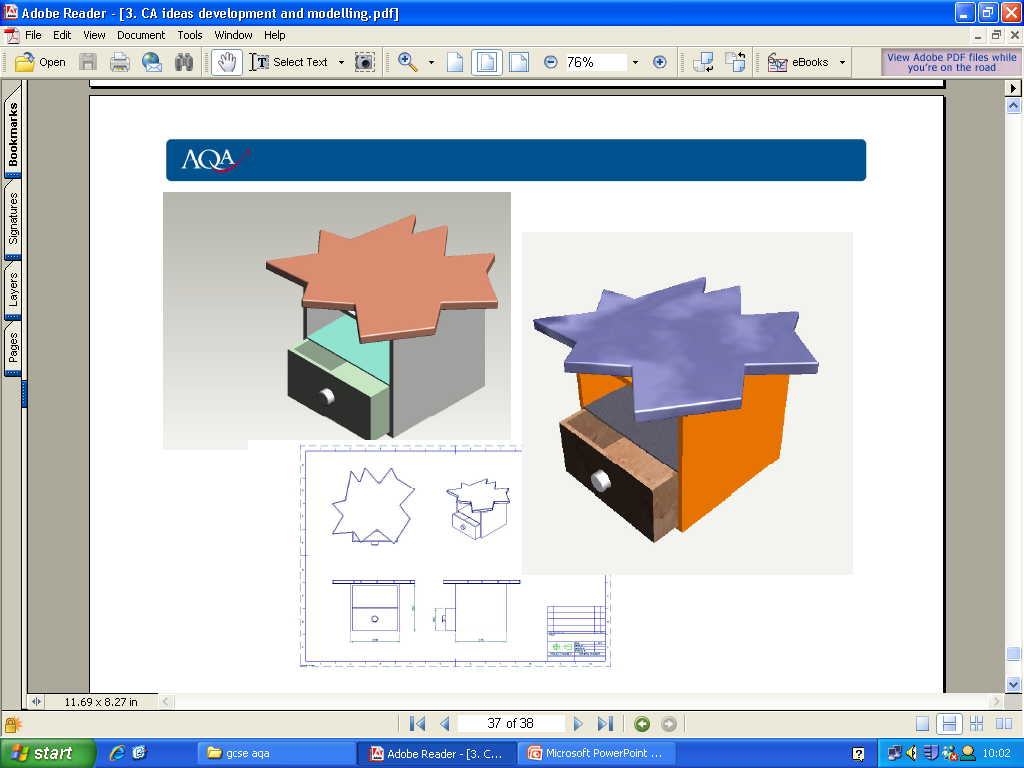 Adobe Reader - [3. CA ideas development and modelling.pdf]
File Edit View Document Tools Window Help
Open Select Text 76% eBooks
View Adobe PDF files while
you're on the road
Bookmarks
Signatures
Layers
Pages
AQA
11.69 x 8.27 in
37 of 38
start gcse aqa Adobe Reader - [3. C... Microsoft PowerPoint ... 10:02